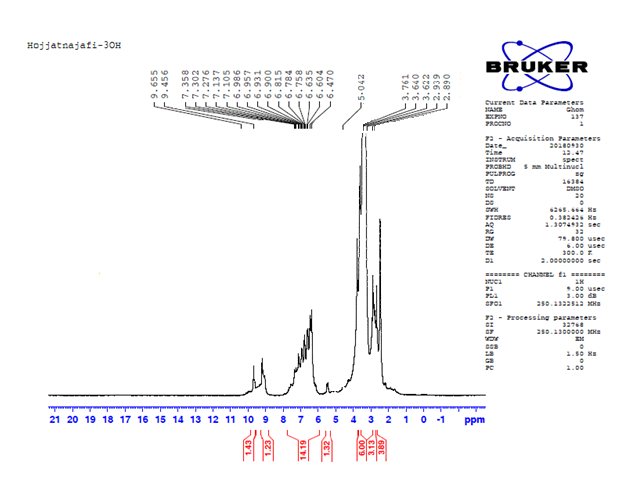 Hojjatnajafi-3OH
9.655
9.456
7.358
7.302
7.276
7.137
7.105
6.986
6.957
6.931
6.900
6.815
6.784
6.758
6.635
6.604
6.470
5.042
3.761
3.640
3.622
2.939
2.890
BRUKER
Current Data Parameters
NAME Ghom
EXPNO 137
PROCNO 1
F2 - Acquisition Parameters
Date_ 20180930
Time 12.47
INSTRUM spect
PROBHD 5 mm Multinucl
PULPROG zg
TD 16384
SOLVENT DMSO
NS 20
DS 0
SWH 6265.664 Hz
FIDRES 0.382426 Hz
AQ 1.3074932 sec
RG 32
DW 79.800 usec
DE 6.00 usec
TE 300.0 K
D1 2.00000000 sec
======== CHANNEL f1 ========
NUC1 1H
P1 9.00 usec
PL1 3.00 dB
SFO1 250.1322512 MHz
F2 - Processing parameters
SI 32768
SF 250.1300000 MHz
WDW EM
SSB 0
LB 1.50 Hz
GB 0
PC 1.00
21 20 19 18 17 16 15 14 13 12 11 10 9 8 7 6 5 4 3 2 1 0 -1 ppm
1.43
1.23
14.19
1.32
6.00
3.13
3.89